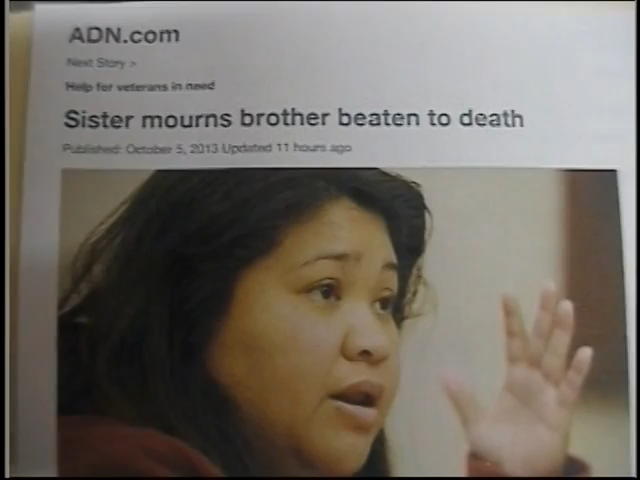 ADN.com
Next Story >
Help for veterans in need
Sister mourns brother beaten to death
Published: October 5, 2013 Updated 11 hours ago